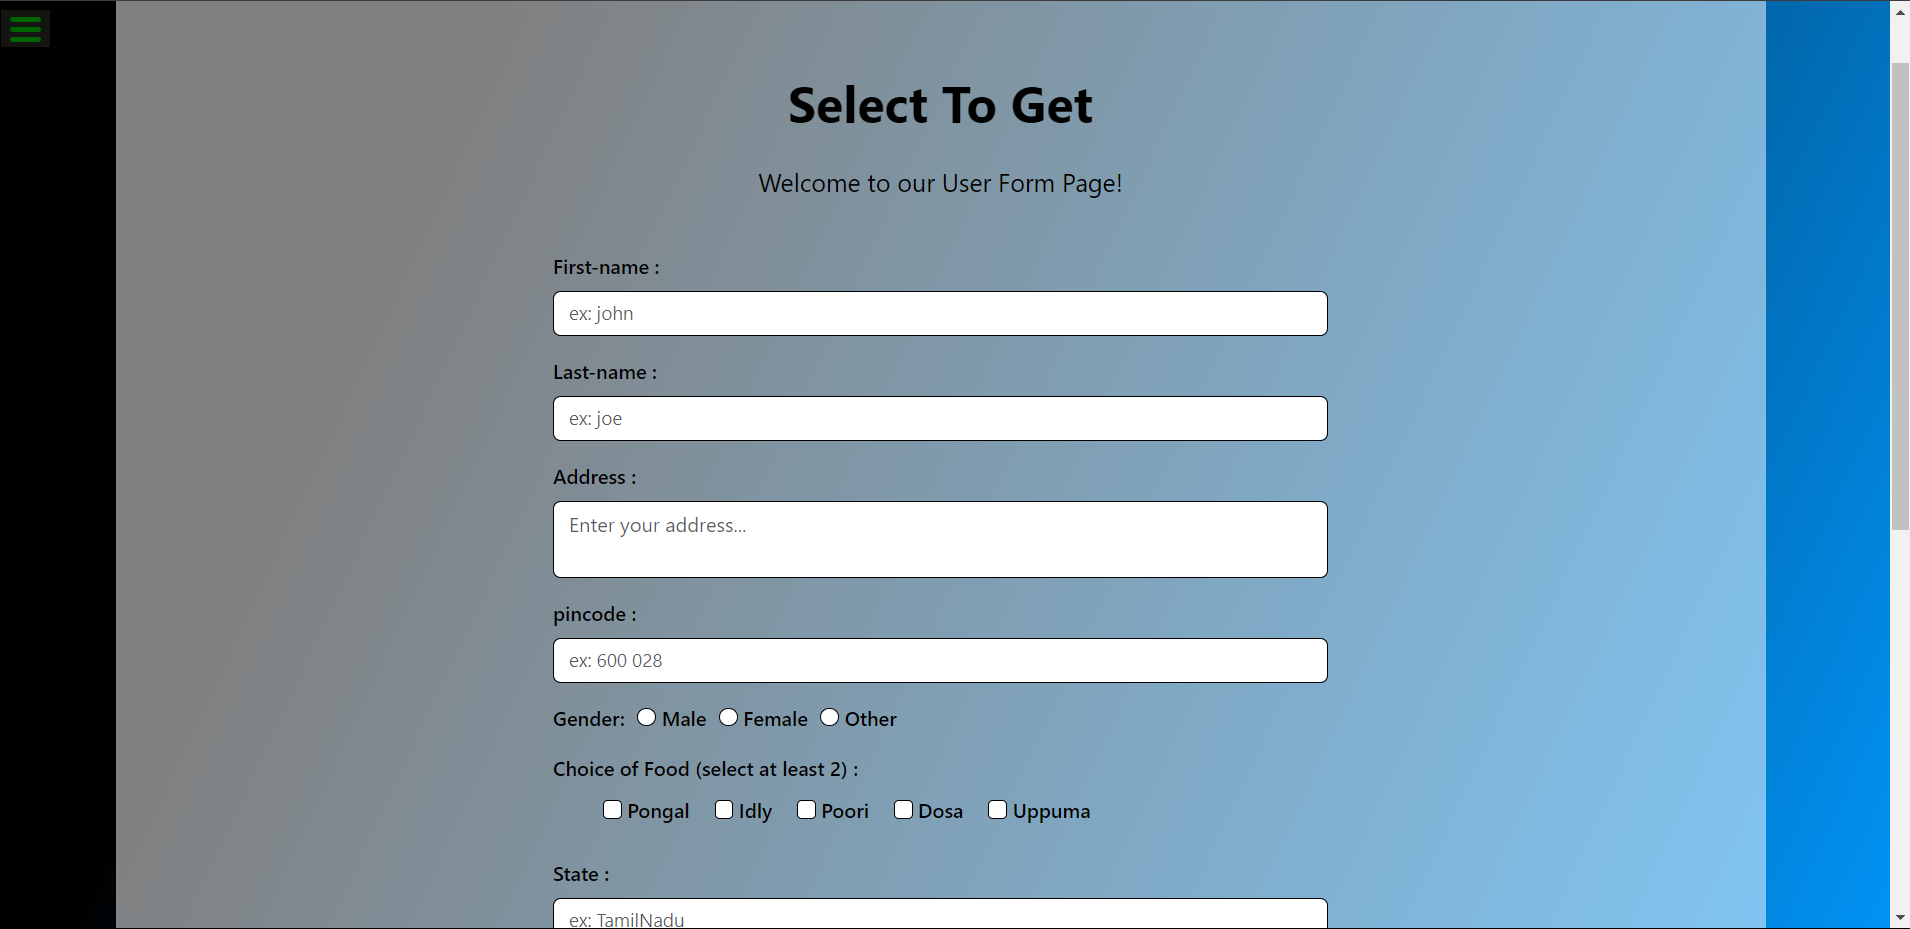 Select To Get
Welcome to our User Form Page!
First-name :
ex: john
Last-name :
ex: joe
Address :
Enter your address...
pincode :
ex: 600 028
Gender: Male Female Other
Choice of Food (select at least 2) :
Pongal Idly Poori Dosa Uppuma
State :
ex: TamilNadu